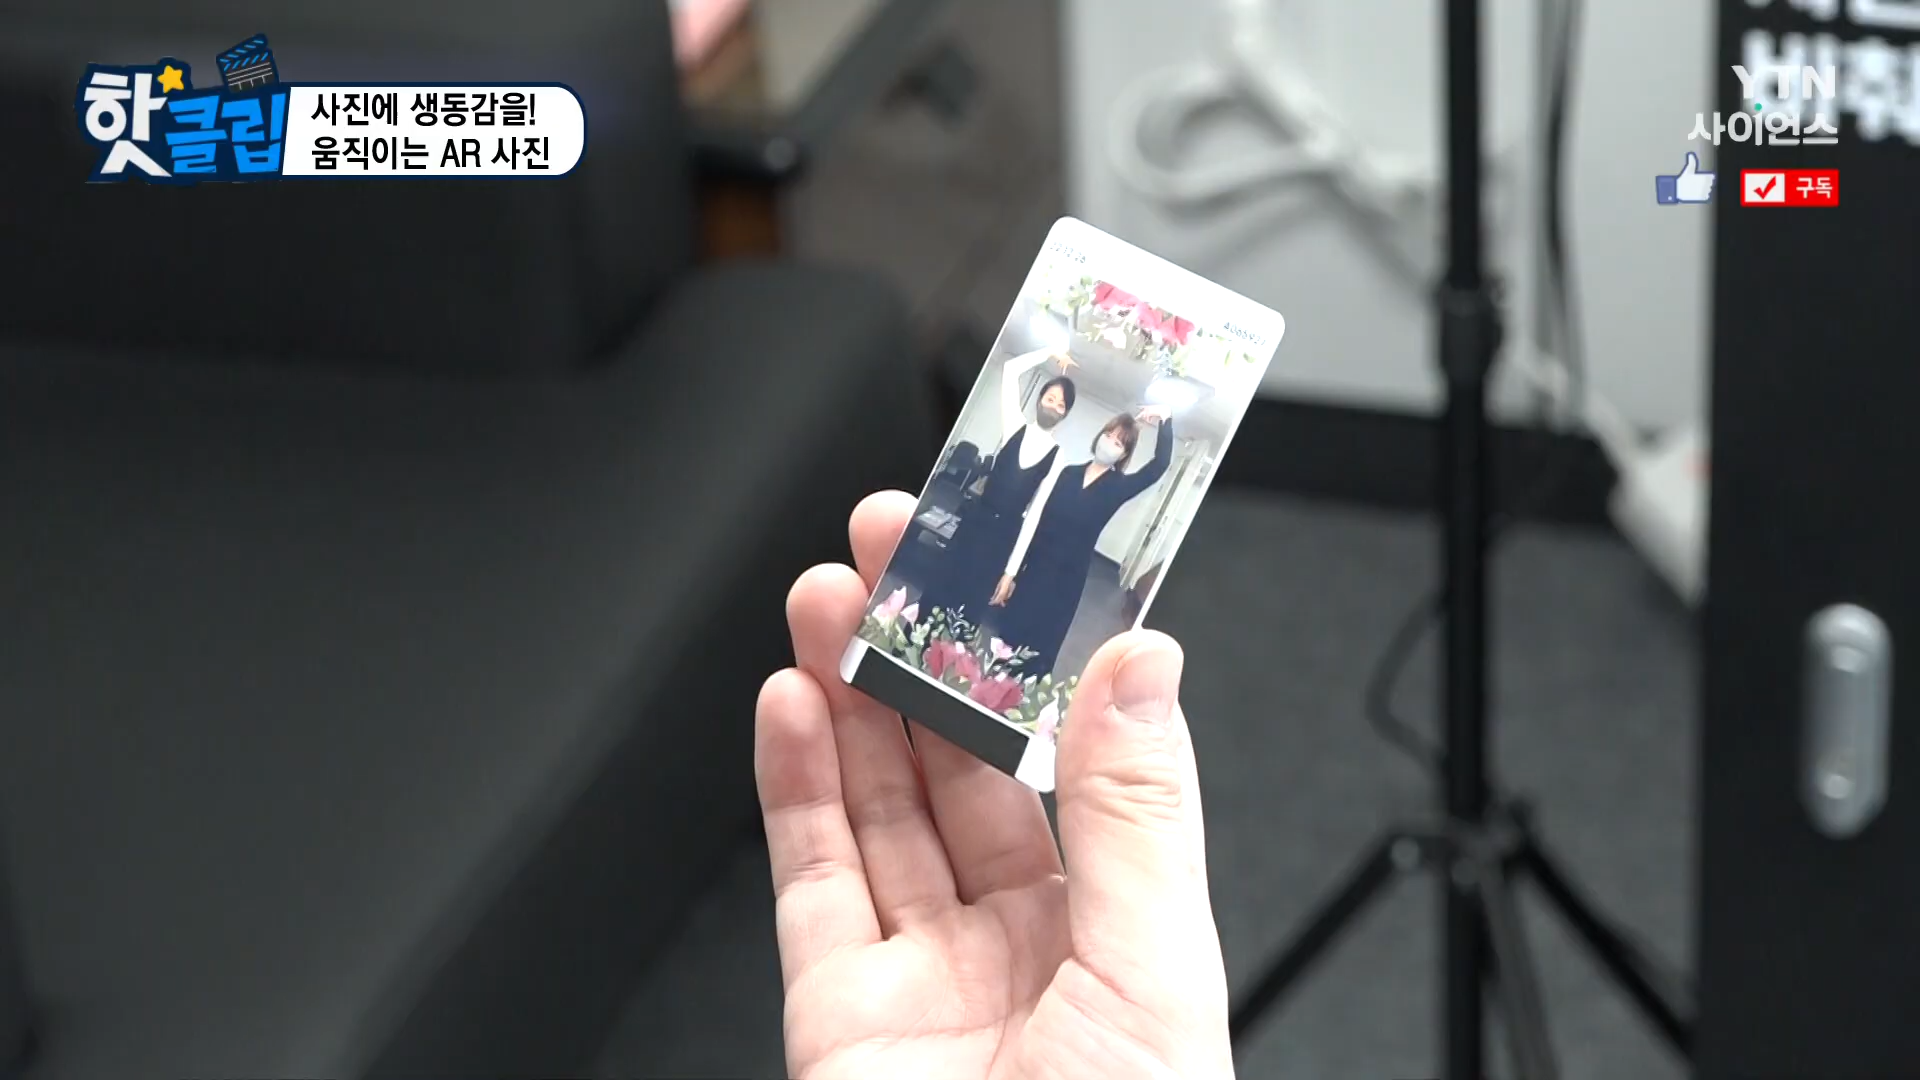 핫클립
사진에 생동감을!
움직이는 AR 사진
YTN
사이언스
구독